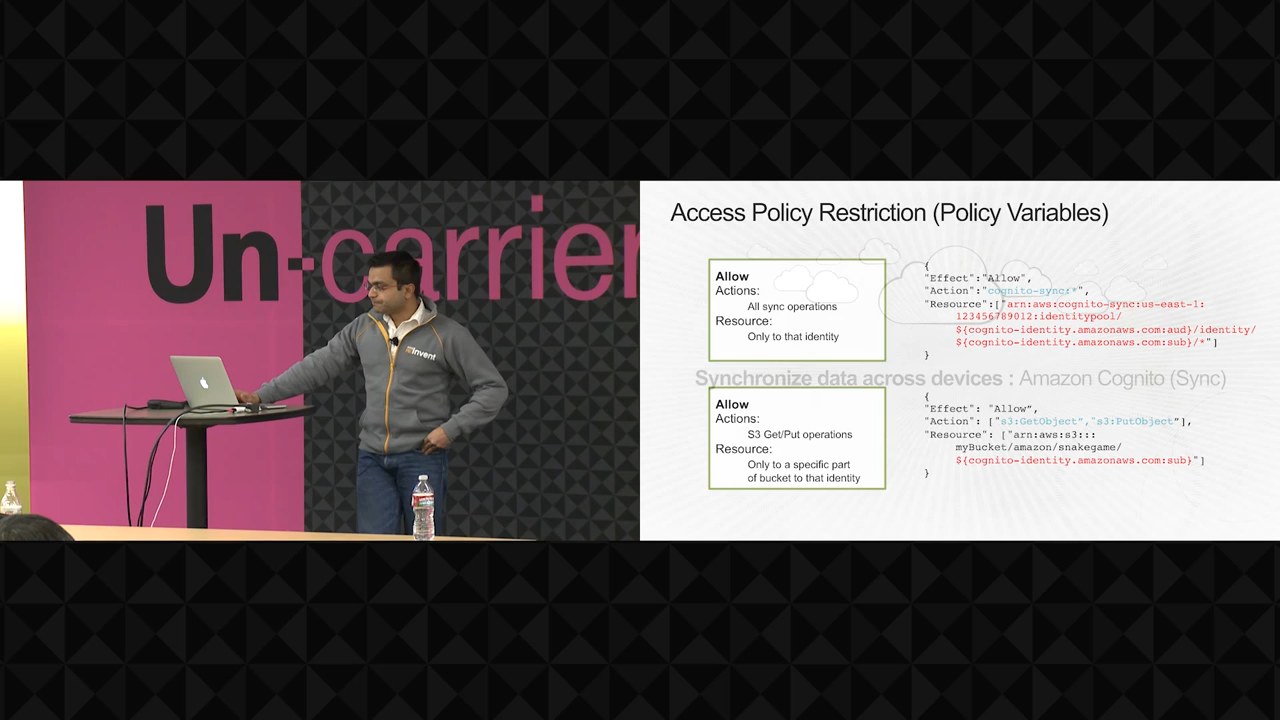 Un-carrier
re:Invent
Access Policy Restriction (Policy Variables)
Allow
Actions:
All sync operations
Resource:
Only to that identity
{
"Effect":"Allow",
"Action":"cognito-sync:*",
"Resource":["arn:aws:cognito-sync:us-east-1:
123456789012:identitypool/
${cognito-identity.amazonaws.com:aud}/identity/
${cognito-identity.amazonaws.com:sub}/*"]
}
Synchronize data across devices : Amazon Cognito (Sync)
Allow
Actions:
S3 Get/Put operations
Resource:
Only to a specific part
of bucket to that identity
{
"Effect": "Allow”,
"Action": ["s3:GetObject”,"s3:PutObject”],
"Resource": ["arn:aws:s3:::
myBucket/amazon/snakegame/
${cognito-identity.amazonaws.com:sub}"]
}